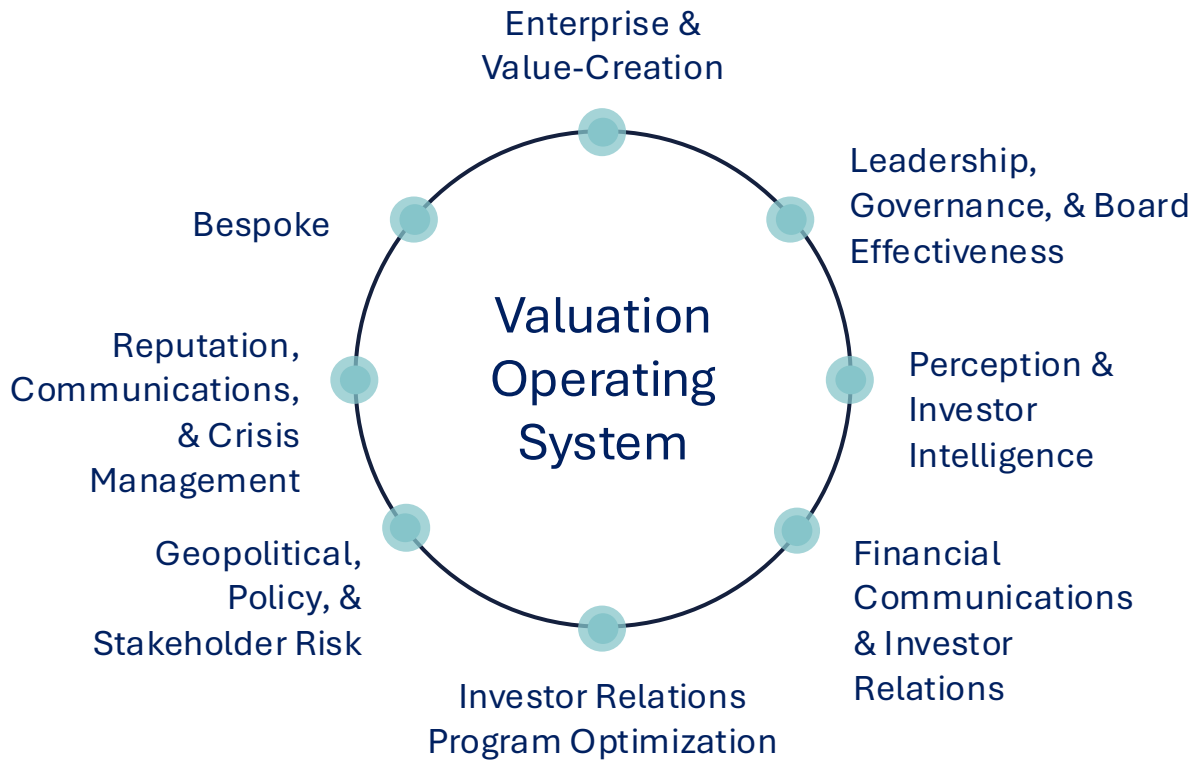 Enterprise &
Value-Creation
Leadership,
Governance, & Board
Effectiveness
Perception &
Investor
Intelligence
Financial
Communications
& Investor
Relations
Investor Relations
Program Optimization
Geopolitical,
Policy, &
Stakeholder Risk
Reputation,
Communications,
& Crisis
Management
Bespoke
Valuation
Operating
System